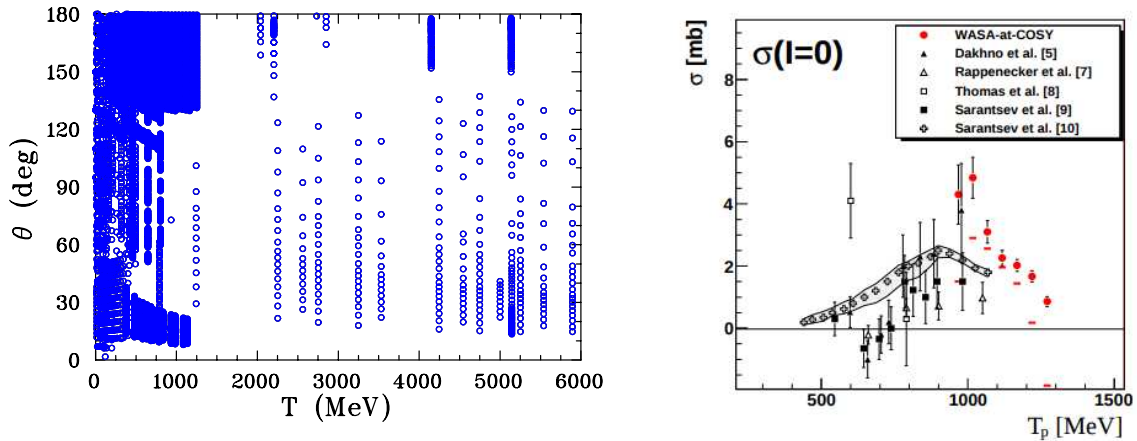 180
150
120
90
60
30
0
θ (deg)
0 1000 2000 3000 4000 5000 6000
T (MeV)
σ [mb]
σ(I=0)
WASA-at-COSY
Dakhno et al. [5]
Rappenecker et al. [7]
Thomas et al. [8]
Sarantsev et al. [9]
Sarantsev et al. [10]
8
6
4
2
0
500 1000 1500
Tp [MeV]